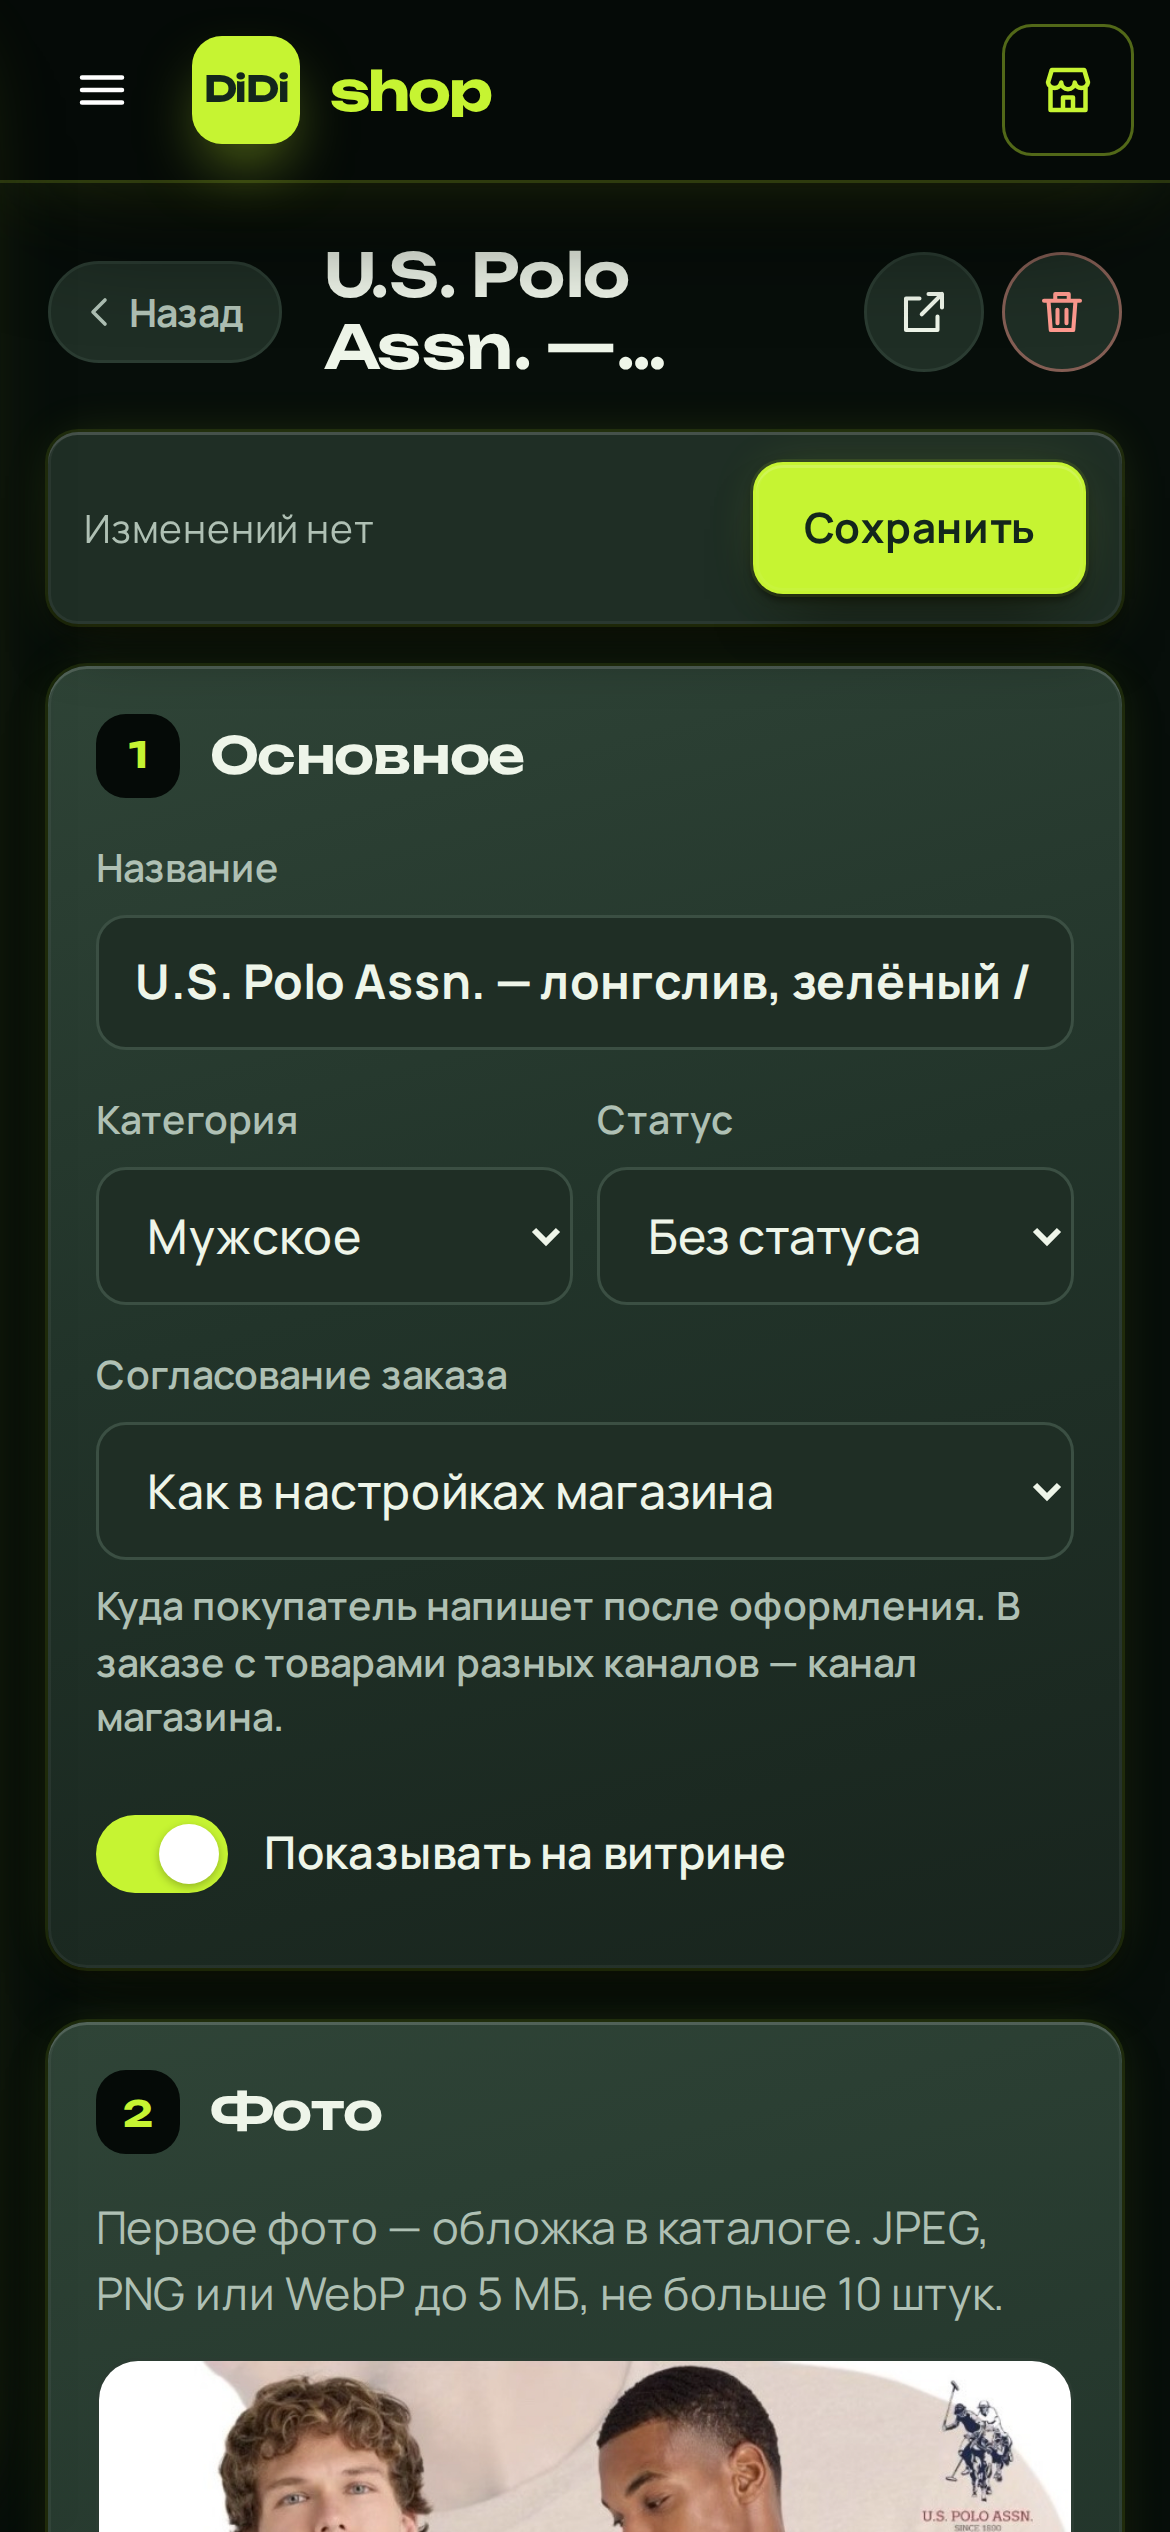 DiDi shop
Назад
U.S. Polo
Assn. —...
Изменений нет
Сохранить
1 Основное
Название
U.S. Polo Assn. — лонгслив, зелёный /
Категория
Статус
Мужское
Без статуса
Согласование заказа
Как в настройках магазина
Куда покупатель напишет после оформления. В
заказе с товарами разных каналов — канал
магазина.
Показывать на витрине
2 Фото
Первое фото — обложка в каталоге. JPEG,
PNG или WebP до 5 МБ, не больше 10 штук.
U.S. POLO ASSN.
SINCE 1890